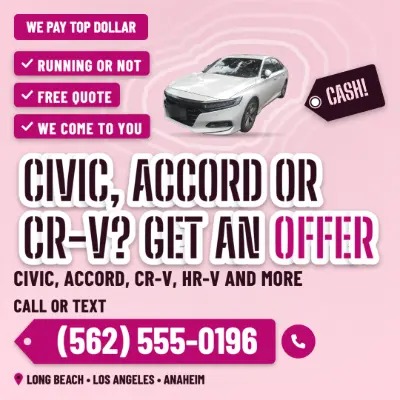 WE PAY TOP DOLLAR
RUNNING OR NOT
FREE QUOTE
WE COME TO YOU
CASH!
CIVIC, ACCORD OR
CR-V? GET AN OFFER
CIVIC, ACCORD, CR-V, HR-V AND MORE
CALL OR TEXT
(562) 555-0196
LONG BEACH • LOS ANGELES • ANAHEIM